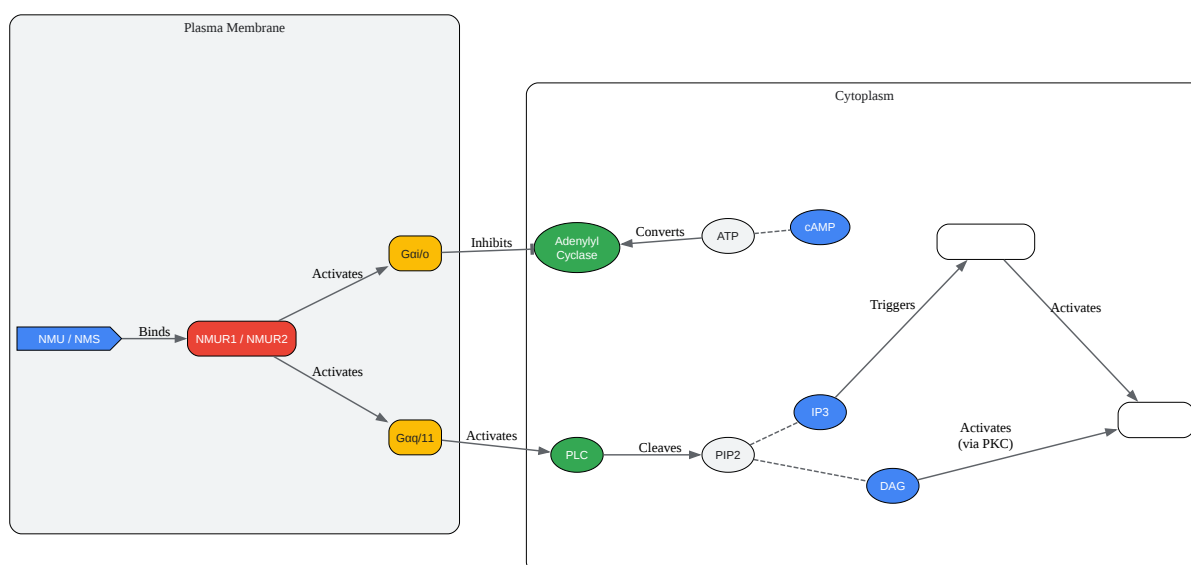 Plasma Membrane
Cytoplasm
NMU / NMS
Binds
NMUR1 / NMUR2
Activates
Activates
Gαi/o
Gαq/11
Inhibits
Activates
Adenylyl
Cyclase
Converts
ATP
cAMP
PLC
Cleaves
PIP2
IP3
DAG
Triggers
Activates
Activates
(via PKC)